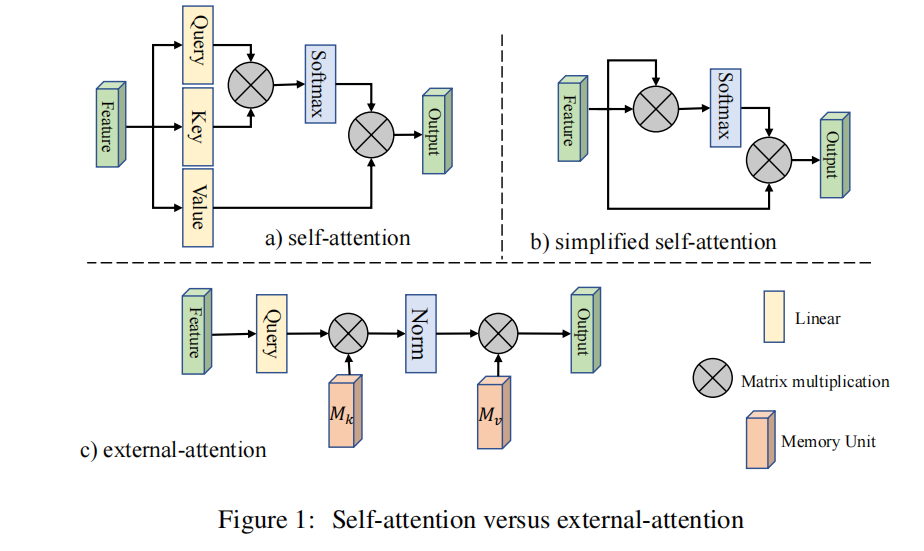 Feature
Query
Key
Value
Softmax
Output
a) self-attention
Feature
Softmax
Output
b) simplified self-attention
Feature
Query
M_k
Norm
M_v
Output
c) external-attention
Linear
Matrix multiplication
Memory Unit
Figure 1: Self-attention versus external-attention